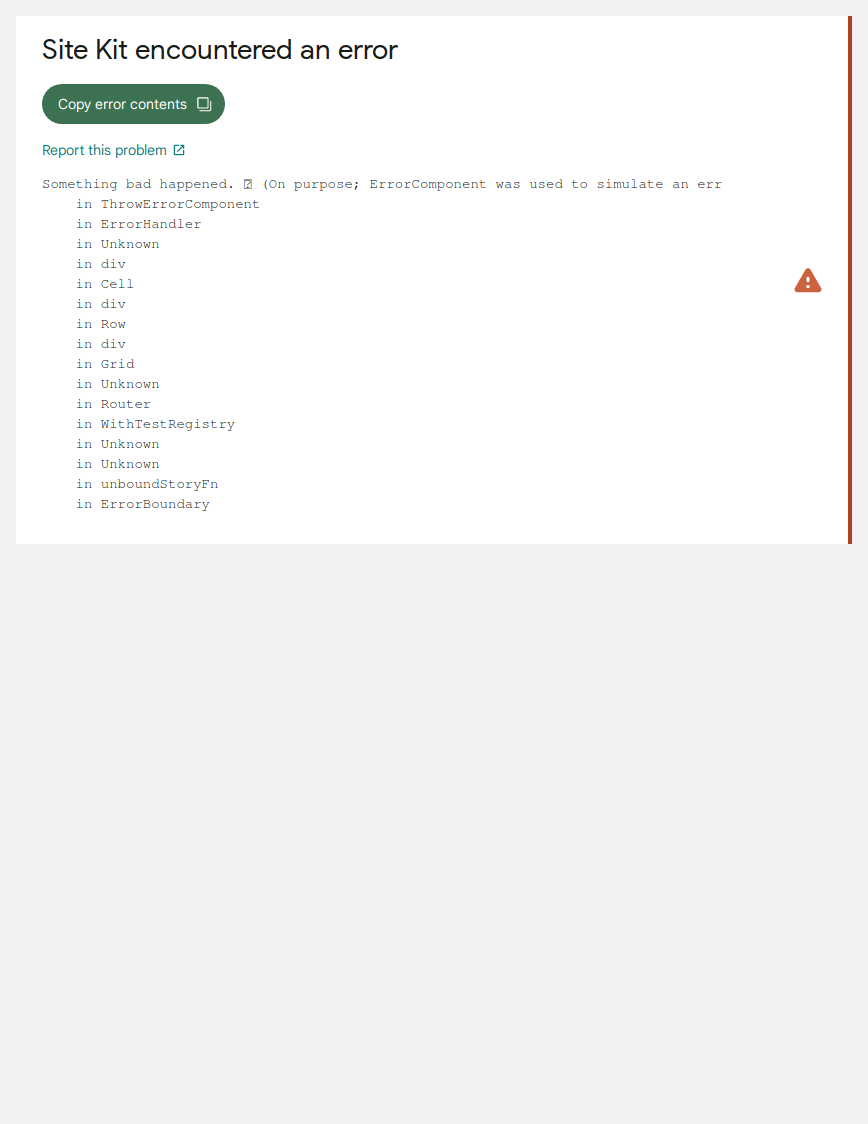 Site Kit encountered an error
Copy error contents
Report this problem
Something bad happened. (On purpose; ErrorComponent was used to simulate an err
in ThrowErrorComponent
in ErrorHandler
in Unknown
in div
in Cell
in div
in Row
in div
in Grid
in Unknown
in Router
in WithTestRegistry
in Unknown
in Unknown
in unboundStoryFn
in ErrorBoundary